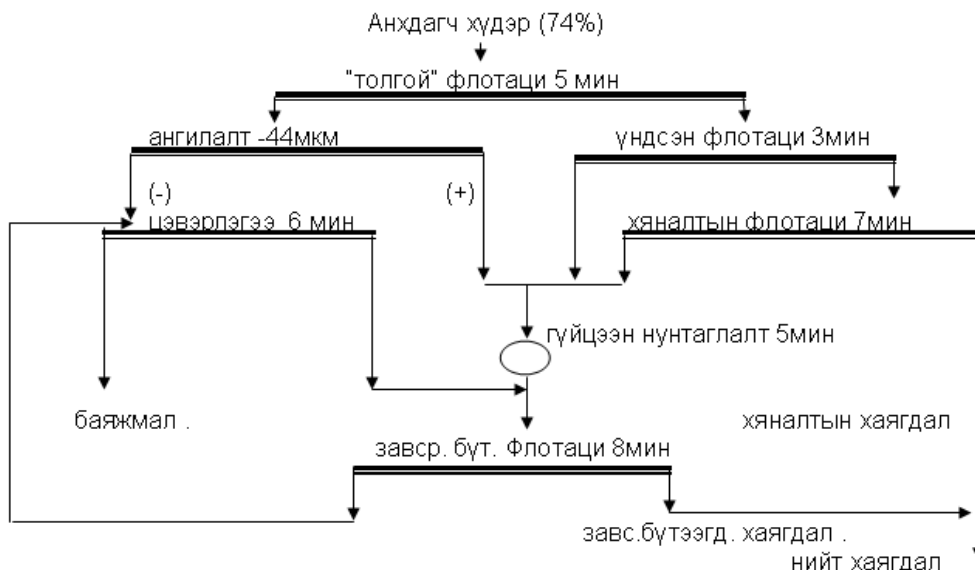 Анхдагч хүдэр (74%)
"толгой" флотаци 5 мин
ангилалт -44мкм
үндсэн флотаци 3мин
(-)
(+)
цэвэрлэгээ 6 мин
хяналтын флотаци 7мин
гүйцээн нунтаглалт 5мин
баяжмал .
хяналтын хаягдал
завср. бүт. Флотаци 8мин
завс.бүтээгд. хаягдал .
нийт хаягдал